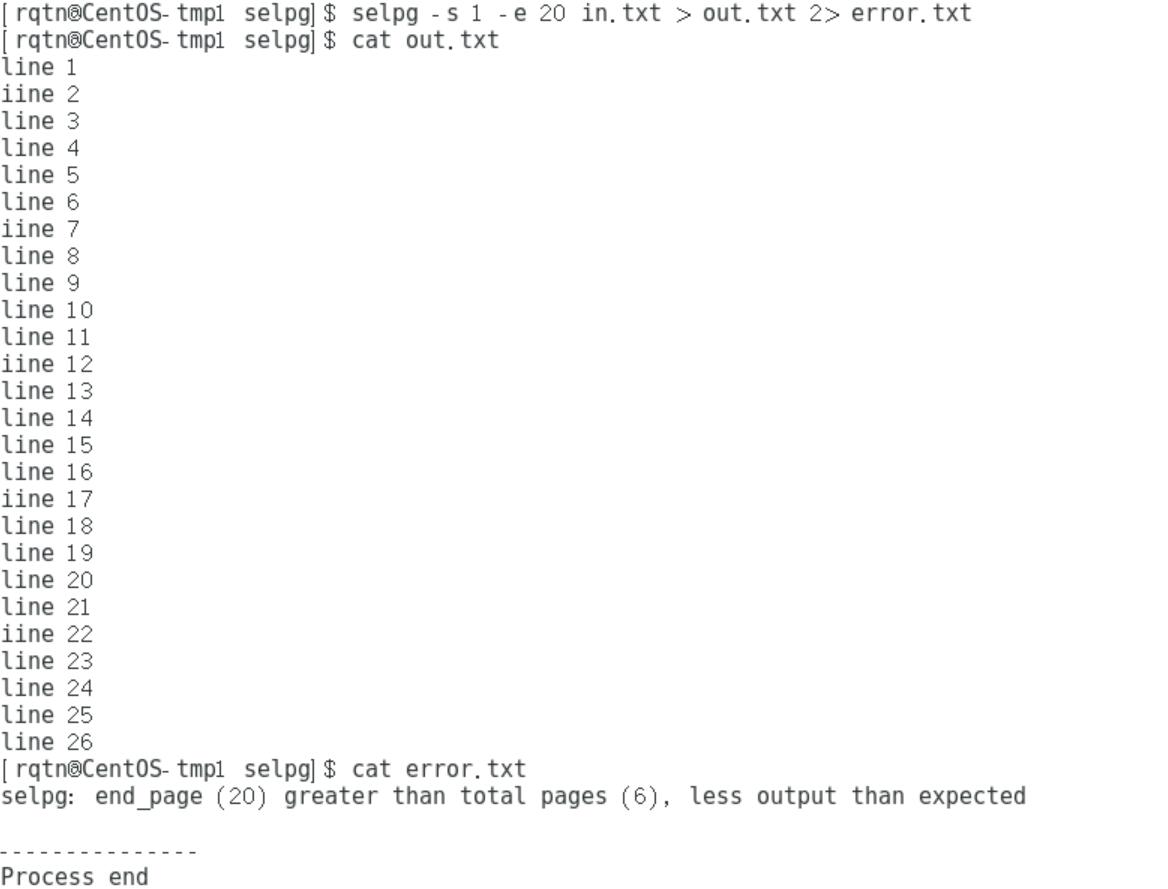 [rqtn@CentOS-tmp1 selpg]$ selpg -s 1 -e 20 in.txt > out.txt 2> error.txt
[rqtn@CentOS-tmp1 selpg]$ cat out.txt
line 1
iine 2
line 3
line 4
line 5
line 6
iine 7
line 8
line 9
line 10
line 11
iine 12
line 13
line 14
line 15
line 16
iine 17
line 18
line 19
line 20
line 21
iine 22
line 23
line 24
line 25
line 26
[rqtn@CentOS-tmp1 selpg]$ cat error.txt
selpg: end_page (20) greater than total pages (6), less output than expected
---------------
Process end